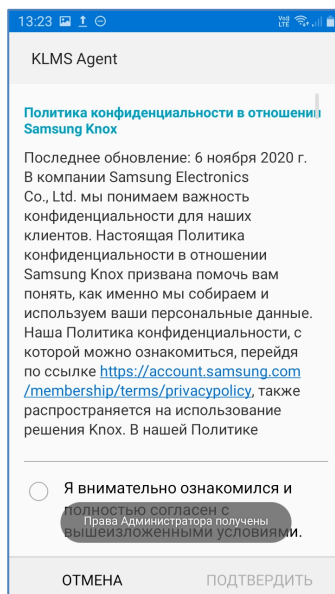 13:23
Vo)) LTE
KLMS Agent
Политика конфиденциальности в отношении
Samsung Knox
Последнее обновление: 6 ноября 2020 г.
В компании Samsung Electronics
Co., Ltd. мы понимаем важность
конфиденциальности для наших
клиентов. Настоящая Политика
конфиденциальности в отношении
Samsung Knox призвана помочь вам
понять, как именно мы собираем и
используем ваши персональные данные.
Наша Политика конфиденциальности, с
которой можно ознакомиться, перейдя
по ссылке https://account.samsung.com
/membership/terms/privacypolicy, также
распространяется на использование
решения Knox. В нашей Политике
Я внимательно ознакомился и
полностью согласен с
Права Администратора получены
вышеизложенными условиями.
ОТМЕНА
ПОДТВЕРДИТЬ